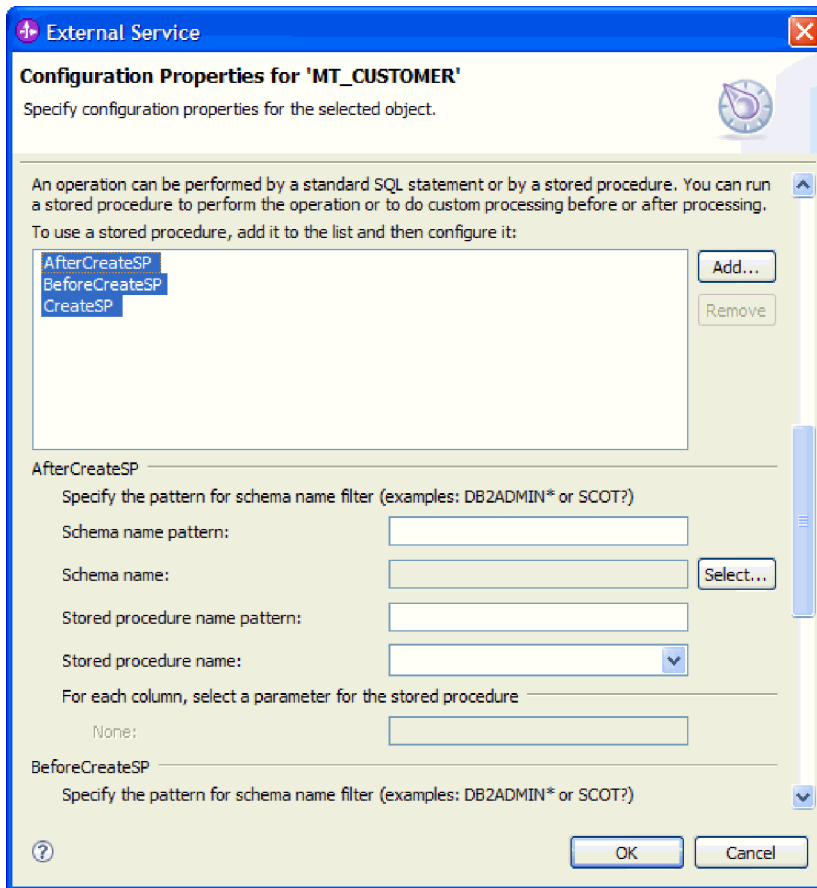 External Service
Configuration Properties for 'MT_CUSTOMER'
Specify configuration properties for the selected object.
An operation can be performed by a standard SQL statement or by a stored procedure. You can run
a stored procedure to perform the operation or to do custom processing before or after processing.
To use a stored procedure, add it to the list and then configure it:
AfterCreateSP
BeforeCreateSP
CreateSP
Add...
Remove
AfterCreateSP
Specify the pattern for schema name filter (examples: DB2ADMIN* or SCOT?)
Schema name pattern:
Schema name:
Select...
Stored procedure name pattern:
Stored procedure name:
For each column, select a parameter for the stored procedure
None:
BeforeCreateSP
Specify the pattern for schema name filter (examples: DB2ADMIN* or SCOT?)
?
OK
Cancel